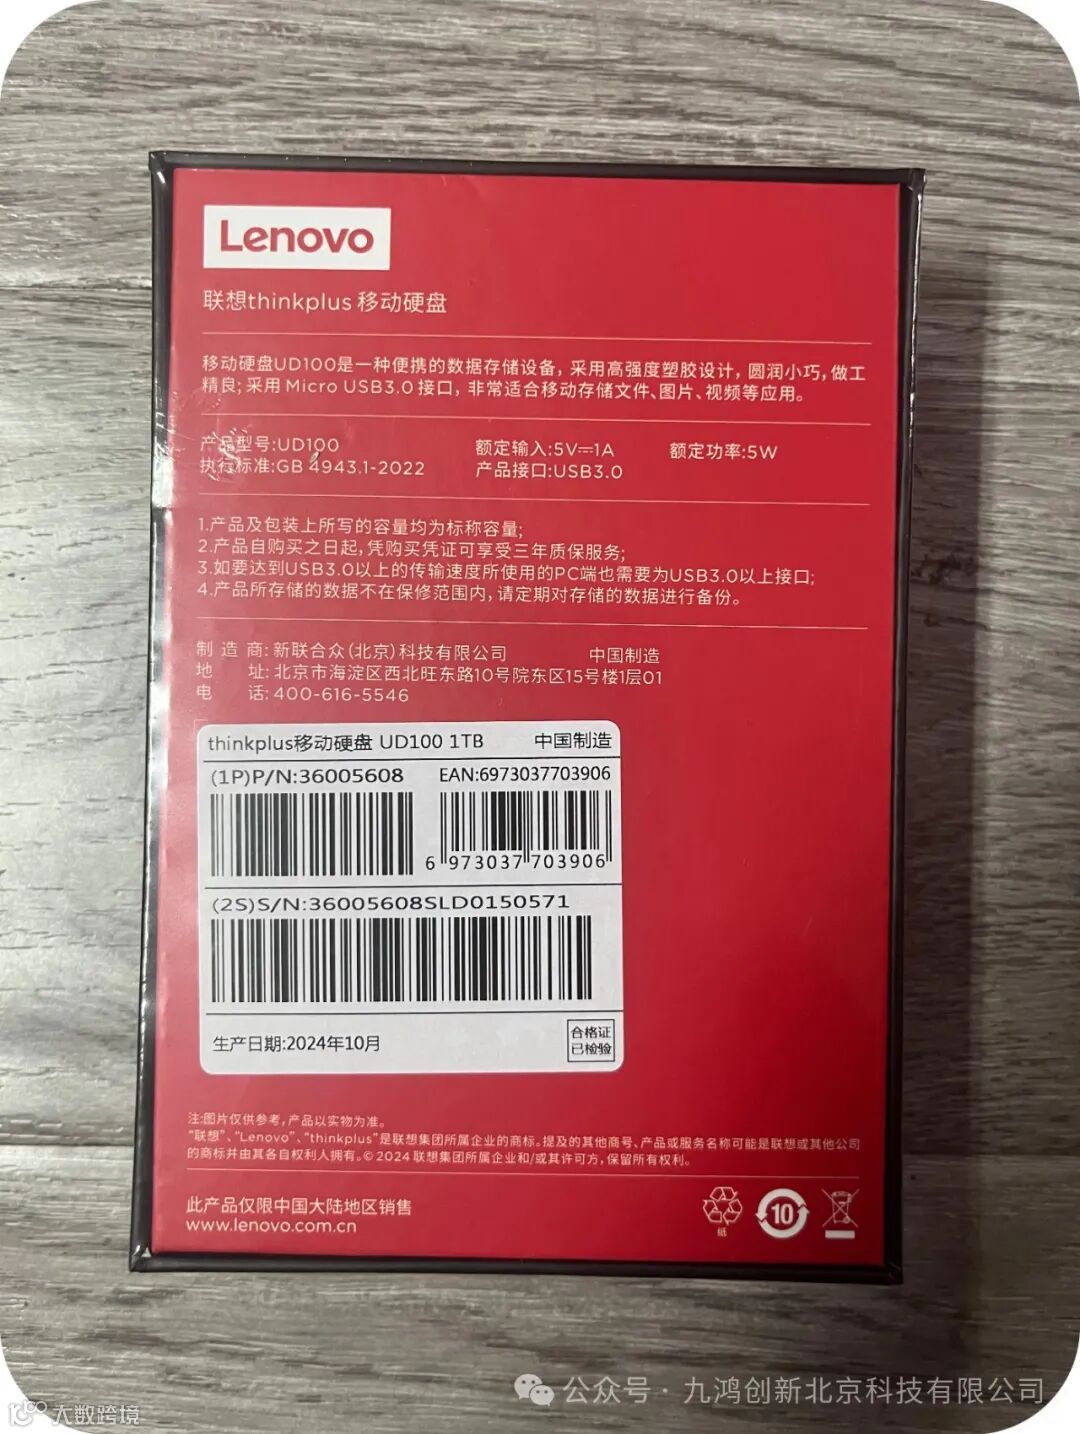 Lenovo
联想thinkplus 移动硬盘
移动硬盘UD100是一种便携的数据存储设备，采用高强度塑胶设计，圆润小巧，做工
精良；采用 Micro USB3.0 接口，非常适合移动存储文件、图片、视频等应用。
产品型号:UD100 额定输入:5V⎓1A 额定功率:5W
执行标准:GB 4943.1-2022 产品接口:USB3.0
1.产品及包装上所写的容量均为标称容量;
2.产品自购买之日起,凭购买凭证可享受三年质保服务;
3.如要达到USB3.0以上的传输速度所使用的PC端也需要为USB3.0以上接口;
4.产品所存储的数据不在保修范围内,请定期对存储的数据进行备份。
制 造 商: 新联合众(北京)科技有限公司 中国制造
地 址: 北京市海淀区西北旺东路10号院东区15号楼1层01
电 话: 400-616-5546
thinkplus移动硬盘 UD100 1TB 中国制造
(1P)P/N:36005608 EAN:6973037703906
6 973037 703906
(2S)S/N:36005608SLD0150571
生产日期:2024年10月
合格证
已检验
注:图片仅供参考,产品以实物为准。
“联想”、“Lenovo”、“thinkplus”是联想集团所属企业的商标。提及的其他商号、产品或服务名称可能是联想或其他公司
的商标并由其各自权利人拥有。© 2024 联想集团所属企业和/或其许可方,保留所有权利。
此产品仅限中国大陆地区销售
www.lenovo.com.cn
纸
10
公众号 · 九鸿创新北京科技有限公司
大数跨境